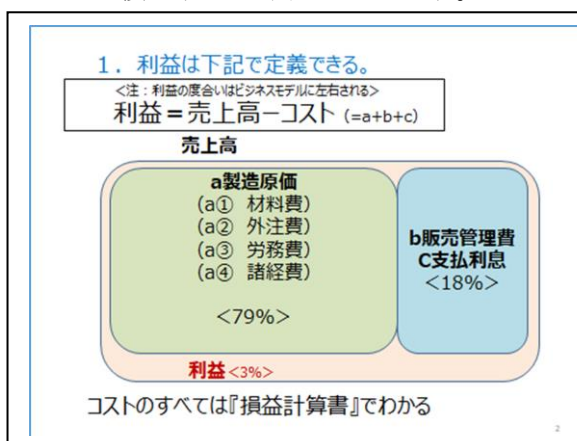 1．利益は下記で定義できる。
<注：利益の度合いはビジネスモデルに左右される>
利益＝売上高−コスト (=a+b+c)
売上高
a製造原価
(a① 材料費)
(a② 外注費)
(a③ 労務費)
(a④ 諸経費)
<79%>
b販売管理費
C支払利息
<18%>
利益<3%>
コストのすべては『損益計算書』でわかる
2